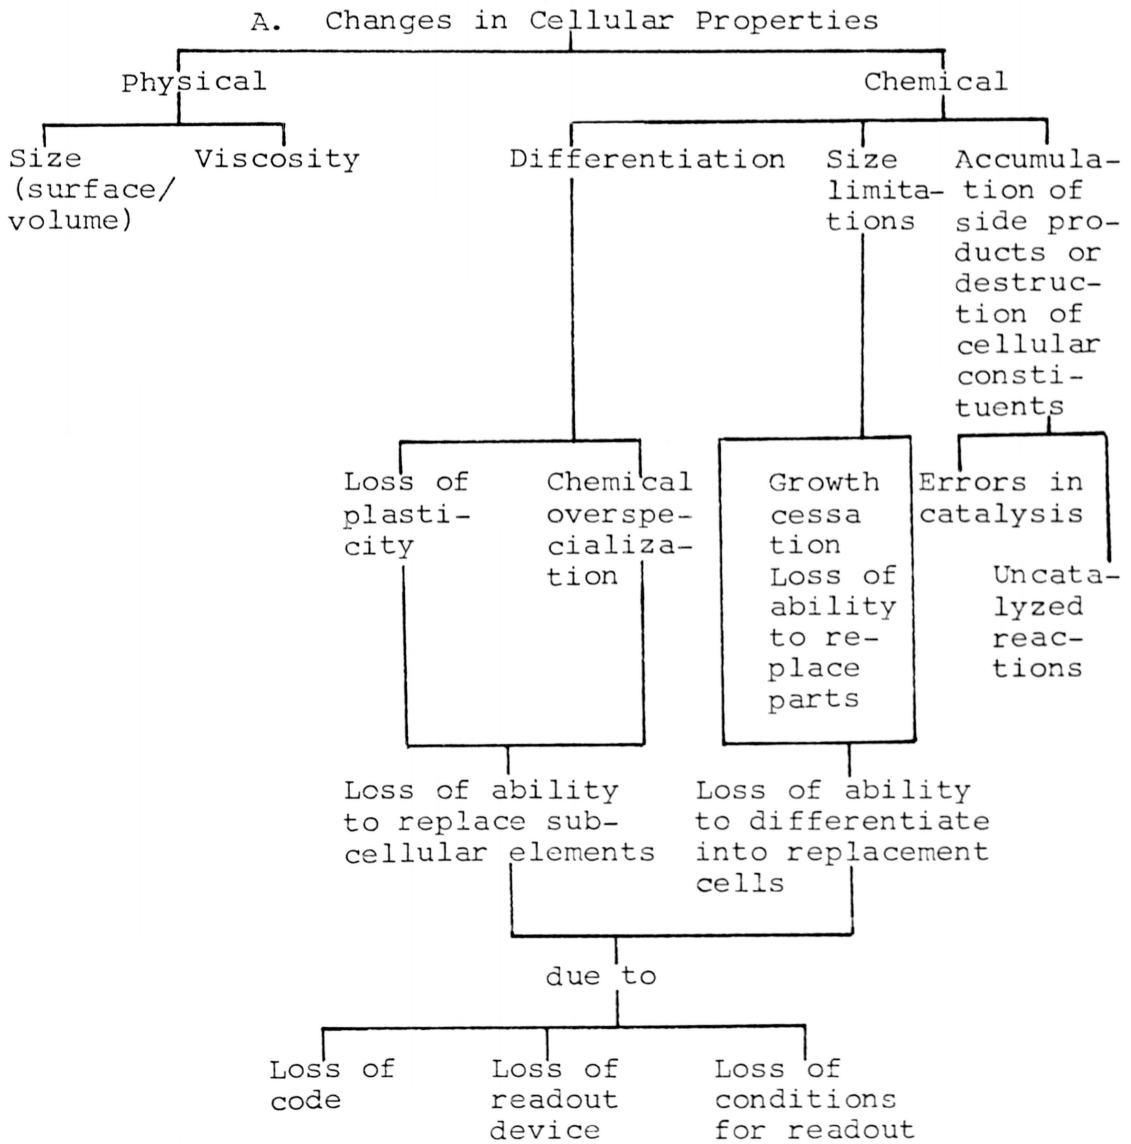 A. Changes in Cellular Properties
Physical
Chemical
Size
(surface/
volume)
Viscosity
Differentiation
Size
limita-
tions
Accumula-
tion of
side pro-
ducts or
destruc-
tion of
cellular
consti-
tuents
Loss of
plasti-
city
Chemical
overspe-
cializa-
tion
Growth
cessa
tion
Loss of
ability
to re-
place
parts
Errors in
catalysis
Uncata-
lyzed
reac-
tions
Loss of ability
to replace sub-
cellular elements
Loss of ability
to differentiate
into replacement
cells
due to
Loss of
code
Loss of
readout
device
Loss of
conditions
for readout